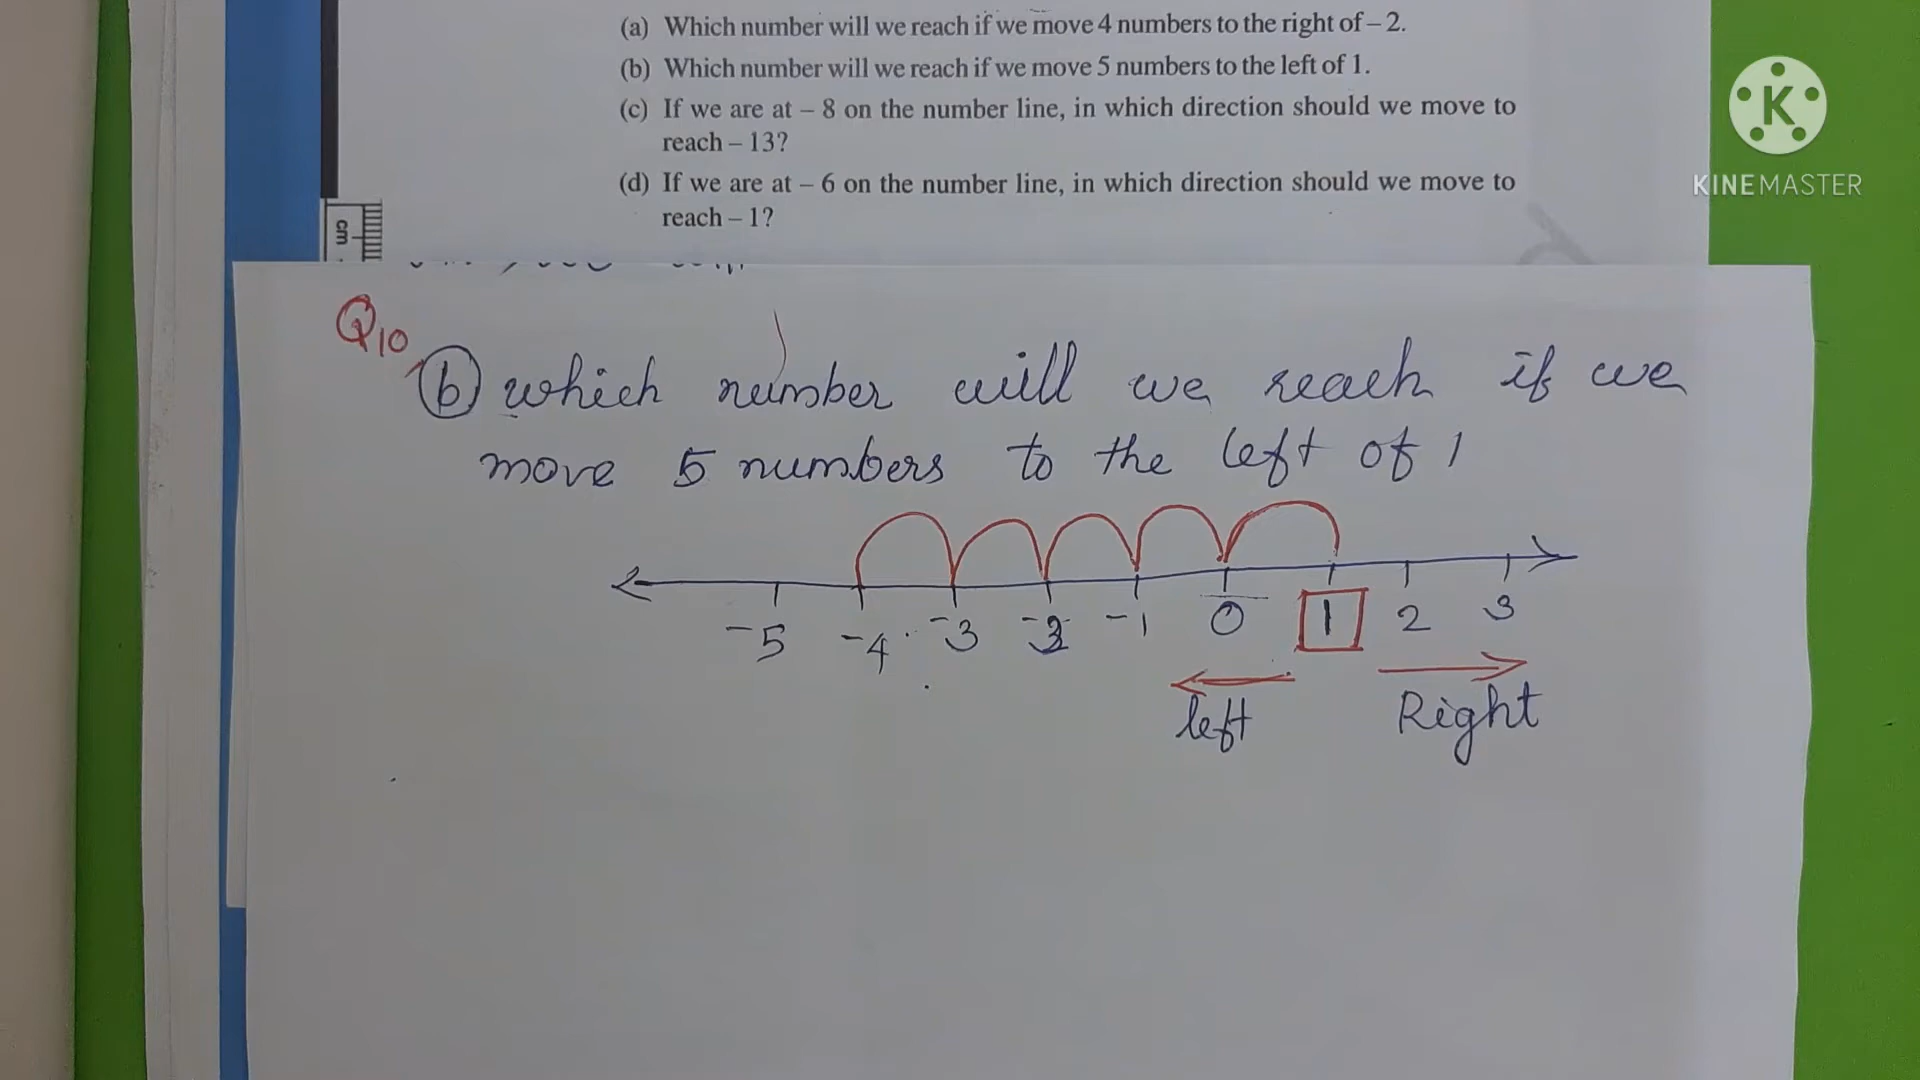 (a) Which number will we reach if we move 4 numbers to the right of – 2.
(b) Which number will we reach if we move 5 numbers to the left of 1.
(c) If we are at – 8 on the number line, in which direction should we move to
reach – 13?
(d) If we are at – 6 on the number line, in which direction should we move to
reach – 1?
K
KINEMASTER
cm
Q10
(b) which number will we reach if we
move 5 numbers to the left of 1
-5 -4 -3 -2 -1 0 1 2 3
left Right